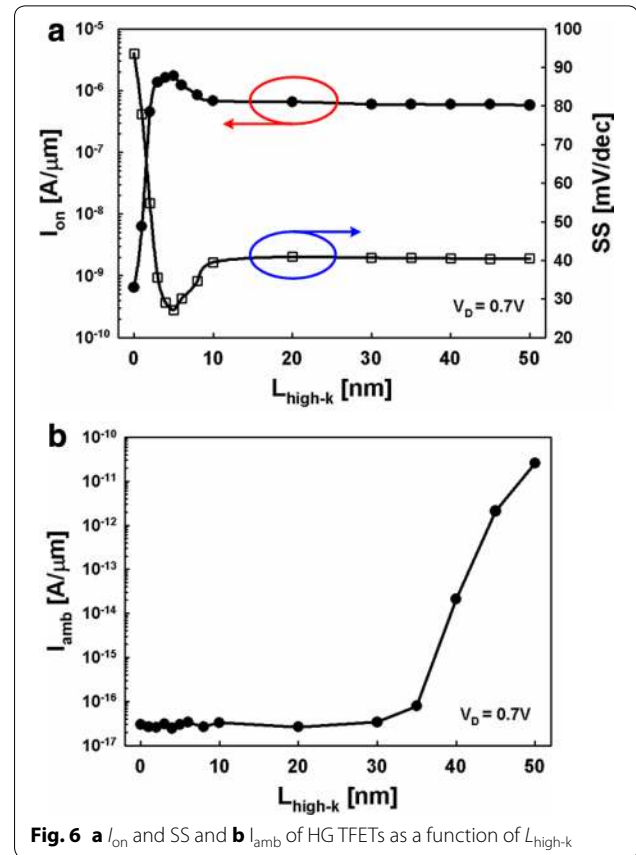 a
10⁻⁵
10⁻⁶
10⁻⁷
10⁻⁸
10⁻⁹
10⁻¹⁰
I_on [A/μm]
100
90
80
70
60
50
40
30
20
SS [mV/dec]
V_D = 0.7V
0 10 20 30 40 50
L_high-k [nm]
b
10⁻¹⁰
10⁻¹¹
10⁻¹²
10⁻¹³
10⁻¹⁴
10⁻¹⁵
10⁻¹⁶
10⁻¹⁷
I_amb [A/μm]
V_D = 0.7V
0 10 20 30 40 50
L_high-k [nm]
Fig. 6 a I_on and SS and b I_amb of HG TFETs as a function of L_high-k